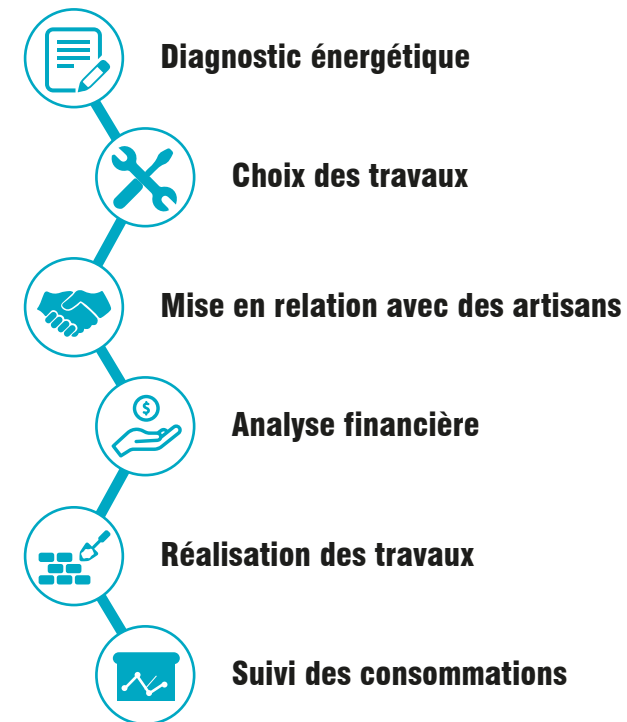 Diagnostic énergétique
Choix des travaux
Mise en relation avec des artisans
$
Analyse financière
Réalisation des travaux
Suivi des consommations